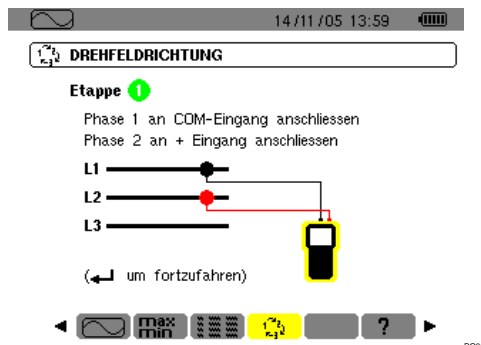 14/11/05 13:59
DREHFELDRICHTUNG
Etappe 1
Phase 1 an COM-Eingang anschliessen
Phase 2 an + Eingang anschliessen
L1
L2
L3
(↵ um fortzufahren)
max
min
?